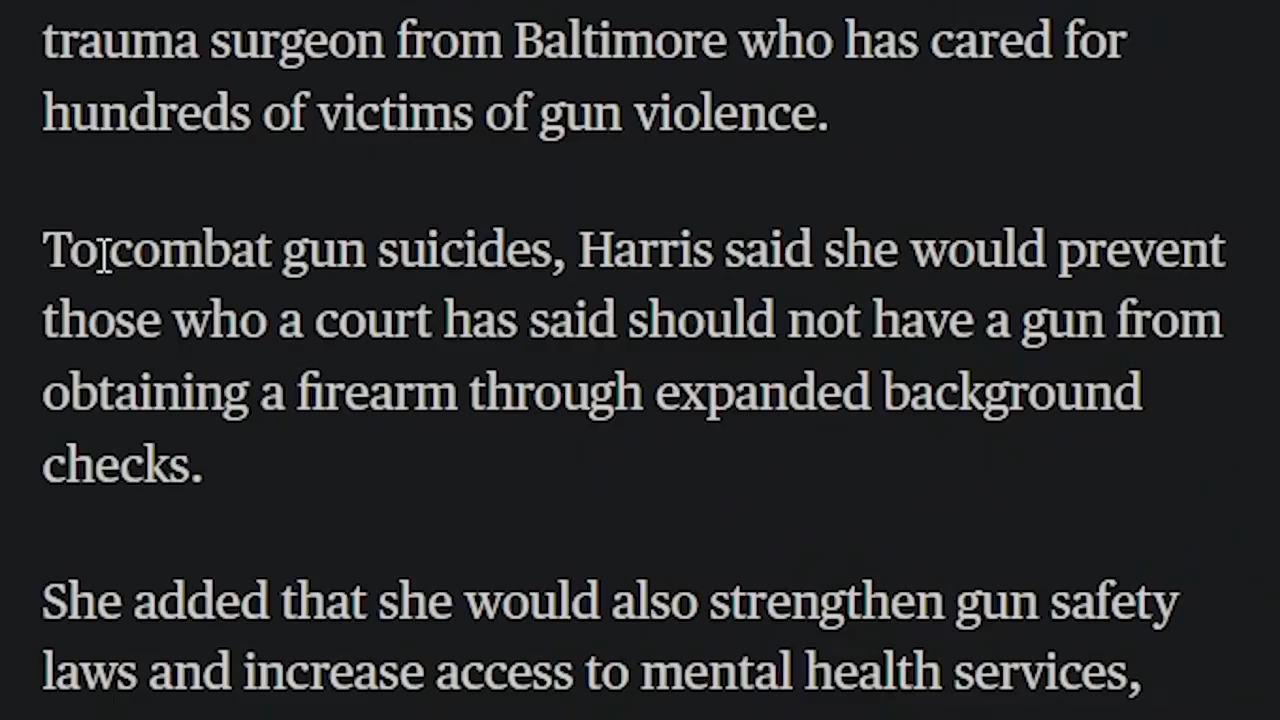 trauma surgeon from Baltimore who has cared for
hundreds of victims of gun violence.
To combat gun suicides, Harris said she would prevent
those who a court has said should not have a gun from
obtaining a firearm through expanded background
checks.
She added that she would also strengthen gun safety
laws and increase access to mental health services,